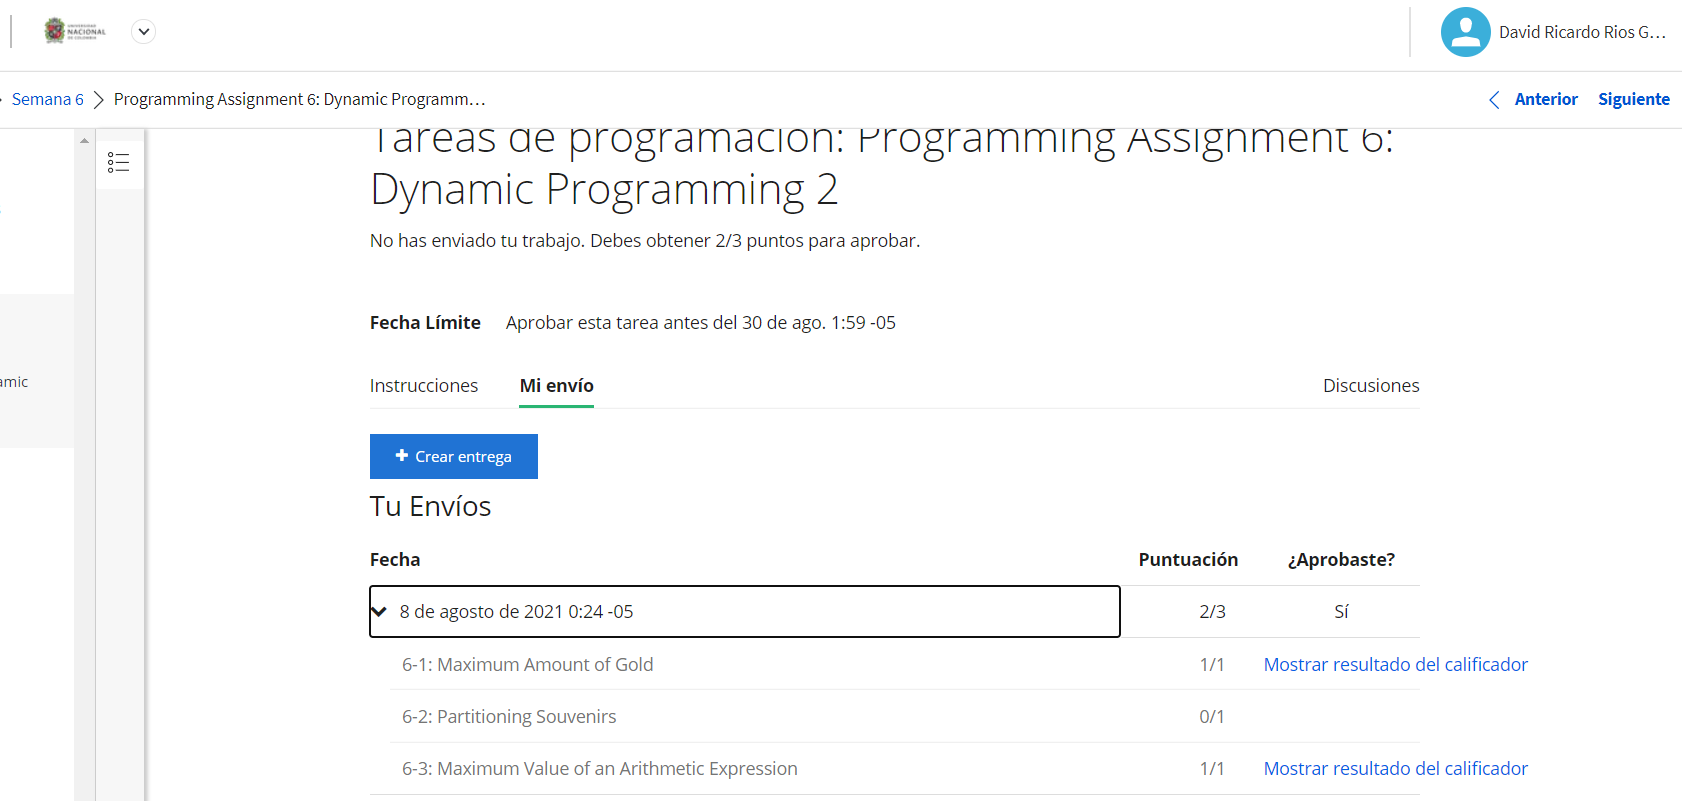 UNIVERSIDAD
NACIONAL
DE COLOMBIA
David Ricardo Rios G...
Semana 6
Programming Assignment 6: Dynamic Programm...
Anterior
Siguiente
Tareas de programación: Programming Assignment 6:
Dynamic Programming 2
No has enviado tu trabajo. Debes obtener 2/3 puntos para aprobar.
Fecha Límite Aprobar esta tarea antes del 30 de ago. 1:59 -05
amic
Instrucciones Mi envío Discusiones
+ Crear entrega
Tu Envíos
Fecha Puntuación ¿Aprobaste?
8 de agosto de 2021 0:24 -05 2/3 Sí
6-1: Maximum Amount of Gold 1/1 Mostrar resultado del calificador
6-2: Partitioning Souvenirs 0/1
6-3: Maximum Value of an Arithmetic Expression 1/1 Mostrar resultado del calificador